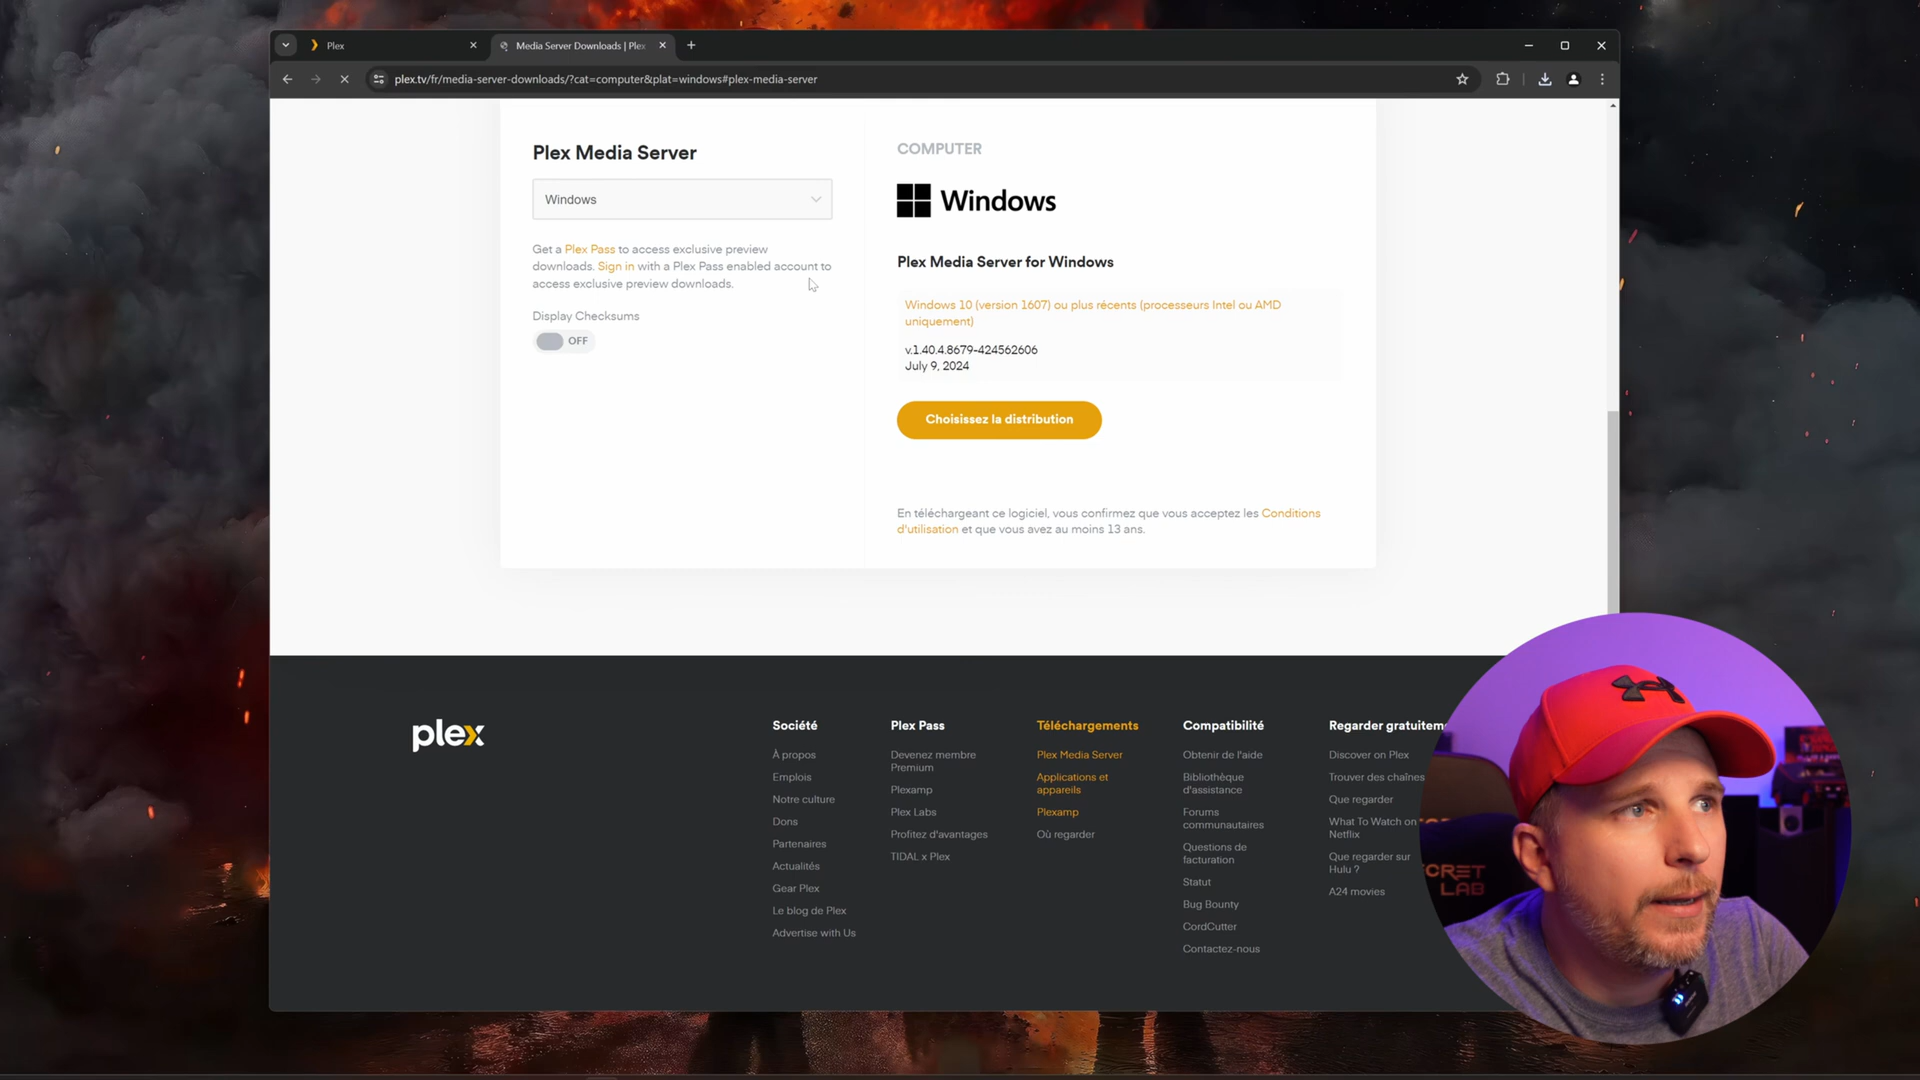 Plex
Media Server Downloads | Plex
plex.tv/fr/media-server-downloads/?cat=computer&plat=windows#plex-media-server
Plex Media Server
Windows
Get a Plex Pass to access exclusive preview
downloads. Sign in with a Plex Pass enabled account to
access exclusive preview downloads.
Display Checksums
OFF
COMPUTER
Windows
Plex Media Server for Windows
Windows 10 (version 1607) ou plus récents (processeurs Intel ou AMD
uniquement)
v.1.40.4.8679-424562606
July 9, 2024
Choisissez la distribution
En téléchargeant ce logiciel, vous confirmez que vous acceptez les Conditions
d'utilisation et que vous avez au moins 13 ans.
plex
Société
À propos
Emplois
Notre culture
Dons
Partenaires
Actualités
Gear Plex
Le blog de Plex
Advertise with Us
Plex Pass
Devenez membre
Premium
Plexamp
Plex Labs
Profitez d'avantages
TIDAL x Plex
Téléchargements
Plex Media Server
Applications et
appareils
Plexamp
Où regarder
Compatibilité
Obtenir de l'aide
Bibliothèque
d'assistance
Forums
communautaires
Questions de
facturation
Statut
Bug Bounty
CordCutter
Contactez-nous
Regarder gratuitem
Discover on Plex
Trouver des chaînes
Que regarder
What To Watch on
Netflix
Que regarder sur
Hulu ?
A24 movies
CRET
LAB